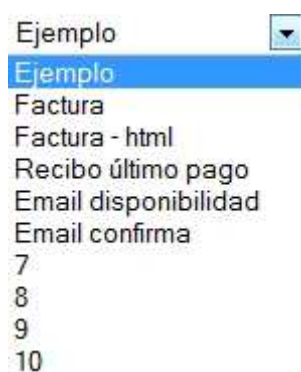 Ejemplo
Ejemplo
Factura
Factura - html
Recibo último pago
Email disponibilidad
Email confirma
7
8
9
10